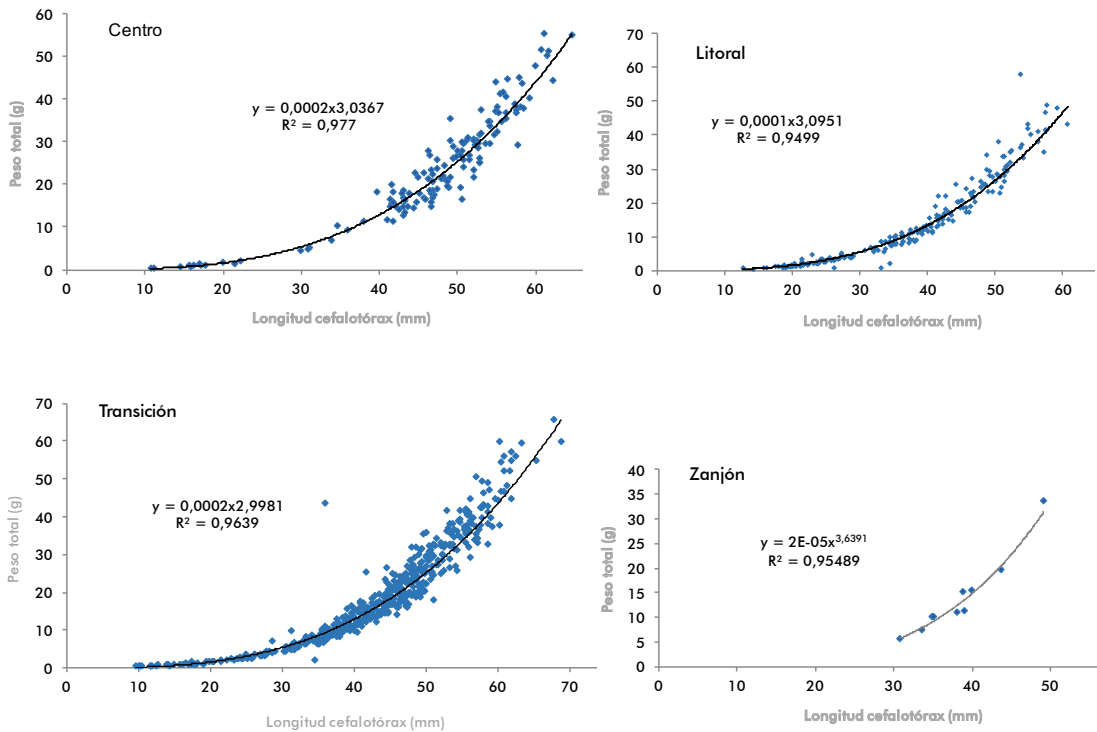 Centro
y = 0,0002x3,0367
R² = 0,977
Peso total (g)
60
50
40
30
20
10
0
0 10 20 30 40 50 60
Longitud cefalotórax (mm)
Litoral
y = 0,0001x3,0951
R² = 0,9499
Peso total (g)
70
60
50
40
30
20
10
0
0 10 20 30 40 50 60
Longitud cefalotórax (mm)
Transición
y = 0,0002x2,9981
R² = 0,9639
Peso total (g)
70
60
50
40
30
20
10
0
0 10 20 30 40 50 60 70
Longitud cefalotórax (mm)
Zanjón
y = 2E-05x³,⁶³⁹¹
R² = 0,95489
Peso total (g)
40
35
30
25
20
15
10
5
0
0 10 20 30 40 50
Longitud cefalotórax (mm)